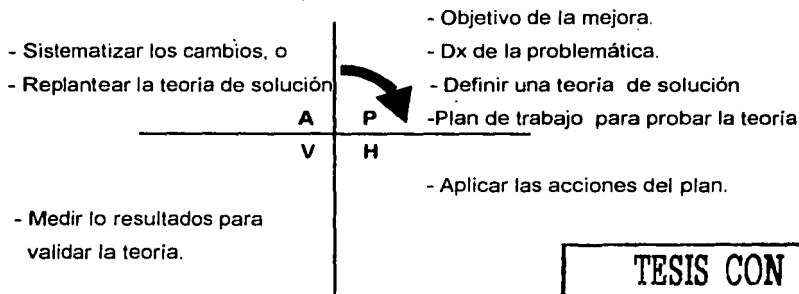 - Objetivo de la mejora.
- Sistematizar los cambios, o
- Dx de la problemática.
- Replantear la teoría de solución
- Definir una teoría de solución
A P
-Plan de trabajo para probar la teoría
V H
- Aplicar las acciones del plan.
- Medir lo resultados para
validar la teoría.
TESIS CON